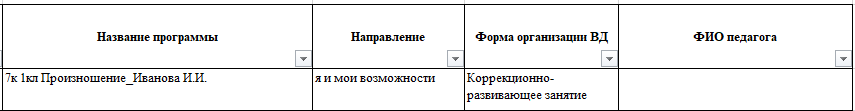 Название программы
Направление
Форма организации ВД
ФИО педагога
7к 1кл Произношение_Иванова И.И.
я и мои возможности
Коррекционно-
развивающее занятие